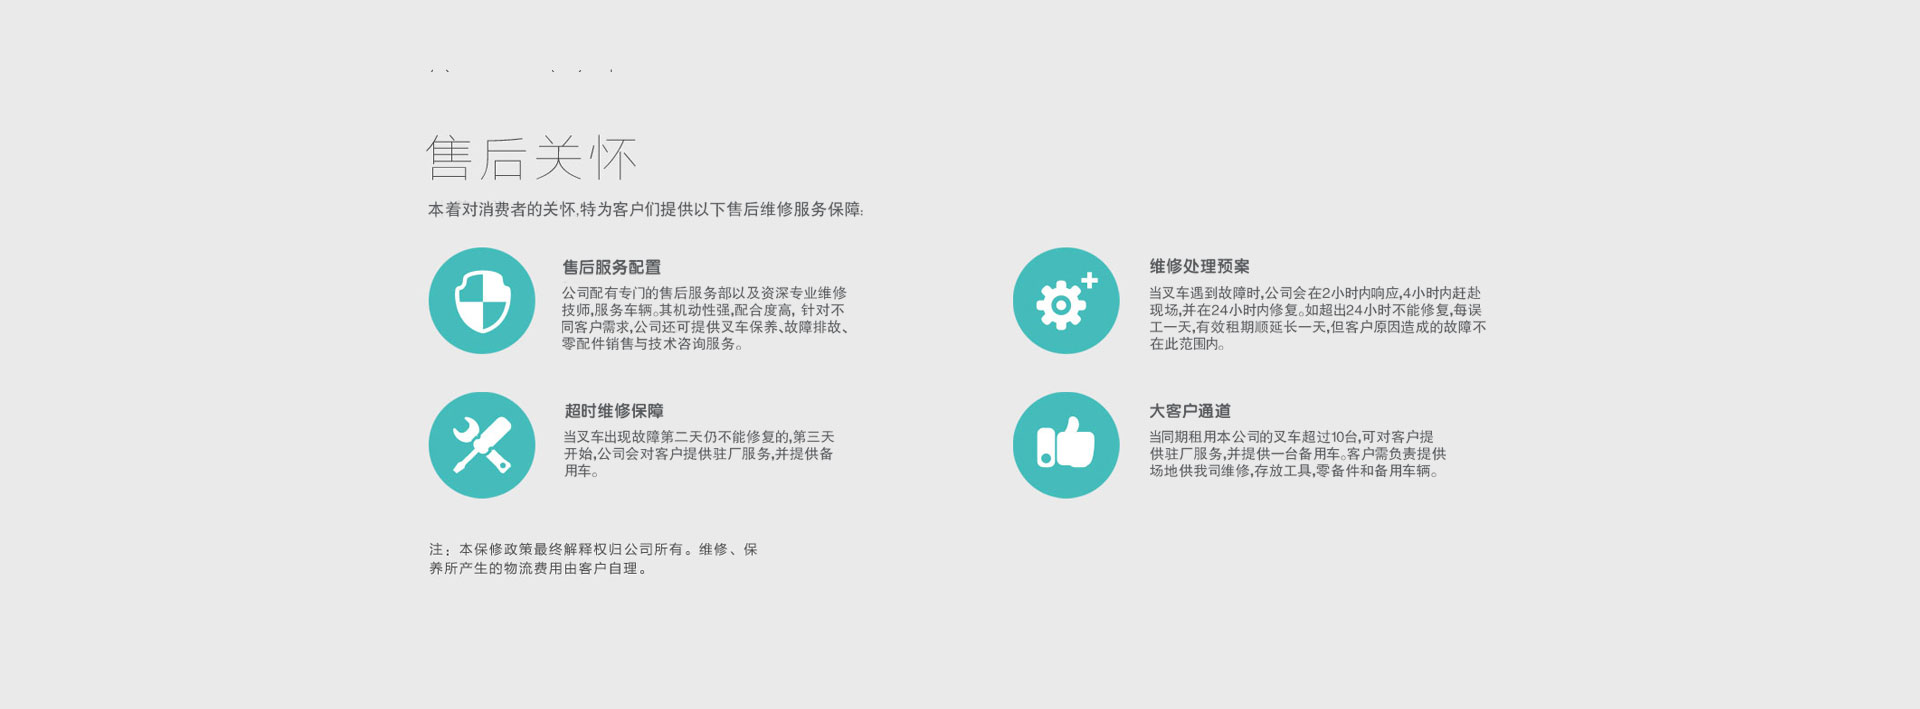 售后关怀
本着对消费者的关怀,特为客户们提供以下售后维修服务保障:
售后服务配置
公司配有专门的售后服务部以及资深专业维修
技师,服务车辆。其机动性强,配合度高, 针对不
同客户需求,公司还可提供叉车保养、故障排故、
零配件销售与技术咨询服务。
维修处理预案
当叉车遇到故障时,公司会在2小时内响应,4小时内赶赴
现场,并在24小时内修复。如超出24小时不能修复,每误
工一天,有效租期顺延长一天,但客户原因造成的故障不
在此范围内。
超时维修保障
当叉车出现故障第二天仍不能修复的,第三天
开始,公司会对客户提供驻厂服务,并提供备
用车。
大客户通道
当同期租用本公司的叉车超过10台,可对客户提
供驻厂服务,并提供一台备用车。客户需负责提供
场地供我司维修,存放工具,零备件和备用车辆。
注：本保修政策最终解释权归公司所有。维修、保
养所产生的物流费用由客户自理。